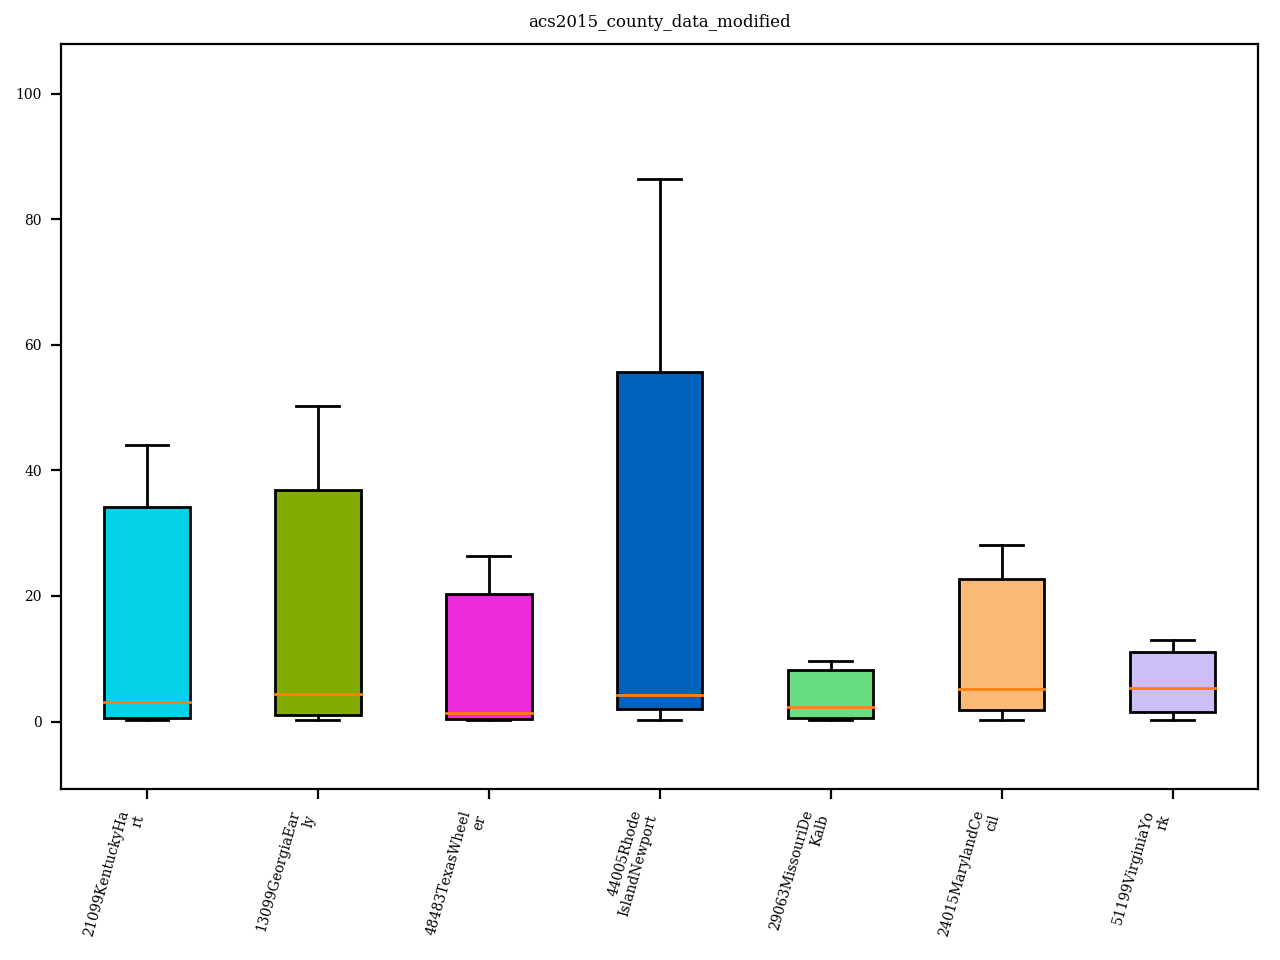 acs2015_county_data_modified
100
80
60
40
20
0
21099KentuckyHa
rt
13099GeorgiaEar
ly
48483TexasWheel
er
44005Rhode
IslandNewport
29063MissouriDe
Kalb
24015MarylandCe
cil
51199VirginiaYo
rk